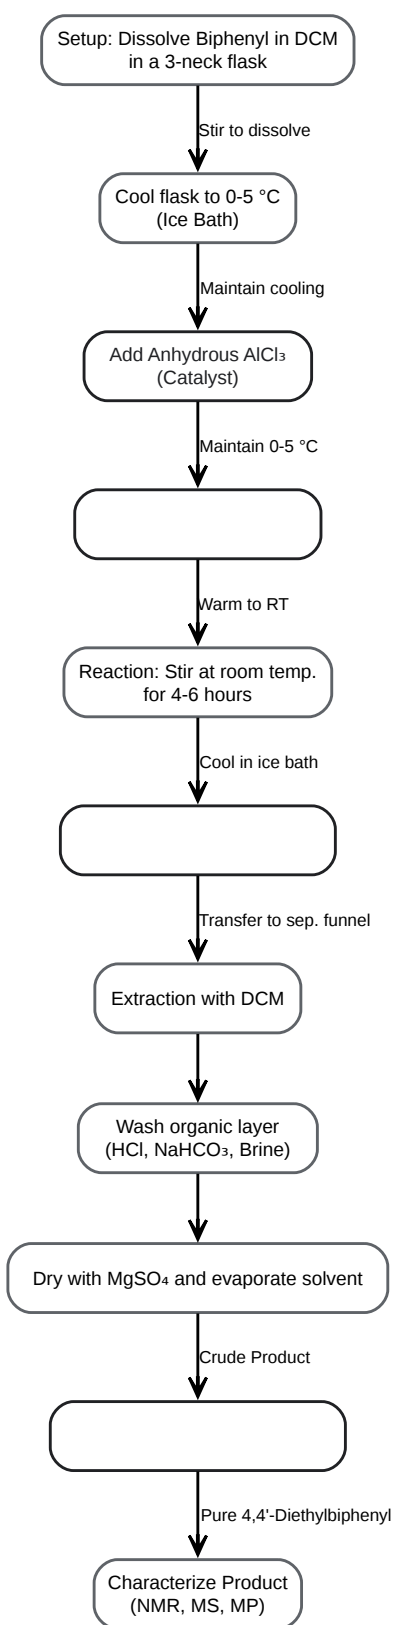 Setup: Dissolve Biphenyl in DCM
in a 3-neck flask
Stir to dissolve
Cool flask to 0-5 °C
(Ice Bath)
Maintain cooling
Add Anhydrous AlCl₃
(Catalyst)
Maintain 0-5 °C
Warm to RT
Reaction: Stir at room temp.
for 4-6 hours
Cool in ice bath
Transfer to sep. funnel
Extraction with DCM
Wash organic layer
(HCl, NaHCO₃, Brine)
Dry with MgSO₄ and evaporate solvent
Crude Product
Pure 4,4'-Diethylbiphenyl
Characterize Product
(NMR, MS, MP)